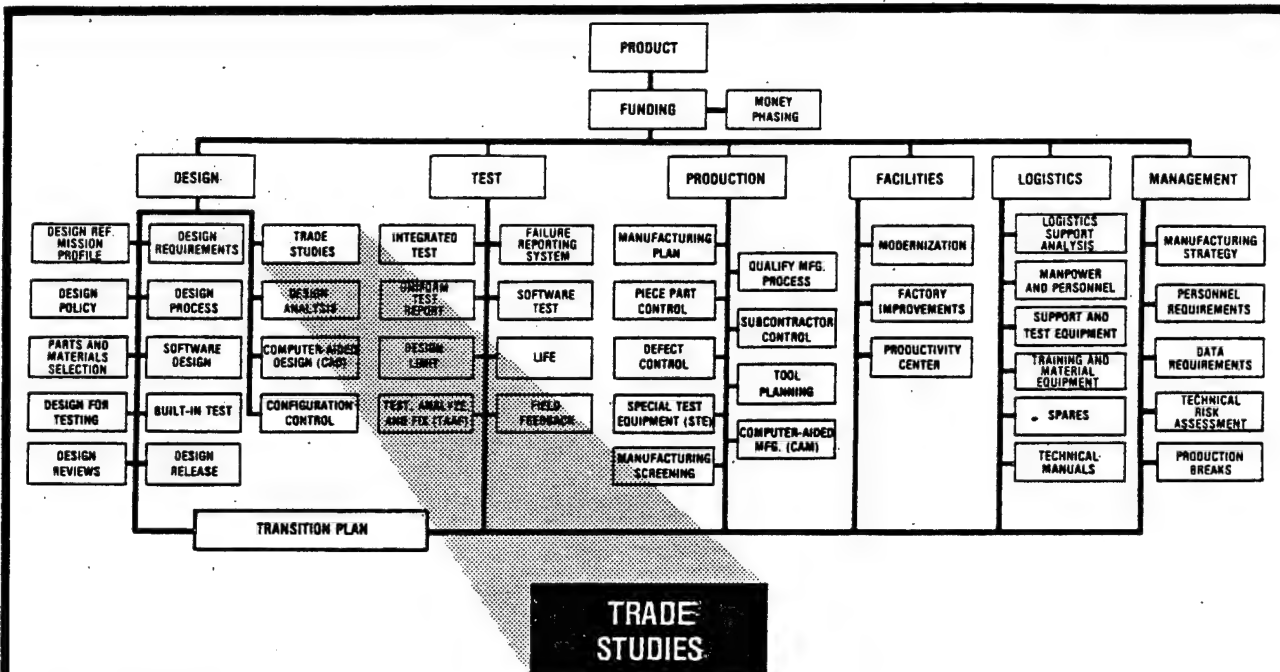 PRODUCT
FUNDING
MONEY
PHASING
DESIGN
TEST
PRODUCTION
FACILITIES
LOGISTICS
MANAGEMENT
DESIGN REF.
MISSION
PROFILE
DESIGN
POLICY
PARTS AND
MATERIALS
SELECTION
DESIGN FOR
TESTING
DESIGN
REVIEWS
DESIGN
REQUIREMENTS
DESIGN
PROCESS
SOFTWARE
DESIGN
BUILT-IN TEST
DESIGN
RELEASE
TRADE
STUDIES
DESIGN
ANALYSIS
COMPUTER-AIDED
DESIGN (CAD)
CONFIGURATION
CONTROL
INTEGRATED
TEST
UNIFORM
TEST
REPORT
DESIGN
LIMIT
TEST, ANALYZE
AND FIX (TAAF)
FAILURE
REPORTING
SYSTEM
SOFTWARE
TEST
LIFE
FIELD
FEEDBACK
MANUFACTURING
PLAN
PIECE PART
CONTROL
DEFECT
CONTROL
SPECIAL TEST
EQUIPMENT (STE)
MANUFACTURING
SCREENING
QUALIFY MFG.
PROCESS
SUBCONTRACTOR
CONTROL
TOOL
PLANNING
COMPUTER-AIDED
MFG. (CAM)
MODERNIZATION
FACTORY
IMPROVEMENTS
PRODUCTIVITY
CENTER
LOGISTICS
SUPPORT
ANALYSIS
MANPOWER
AND PERSONNEL
SUPPORT AND
TEST EQUIPMENT
TRAINING AND
MATERIAL
EQUIPMENT
SPARES
TECHNICAL
MANUALS
MANUFACTURING
STRATEGY
PERSONNEL
REQUIREMENTS
DATA
REQUIREMENTS
TECHNICAL
RISK
ASSESSMENT
PRODUCTION
BREAKS
TRANSITION PLAN
TRADE
STUDIES